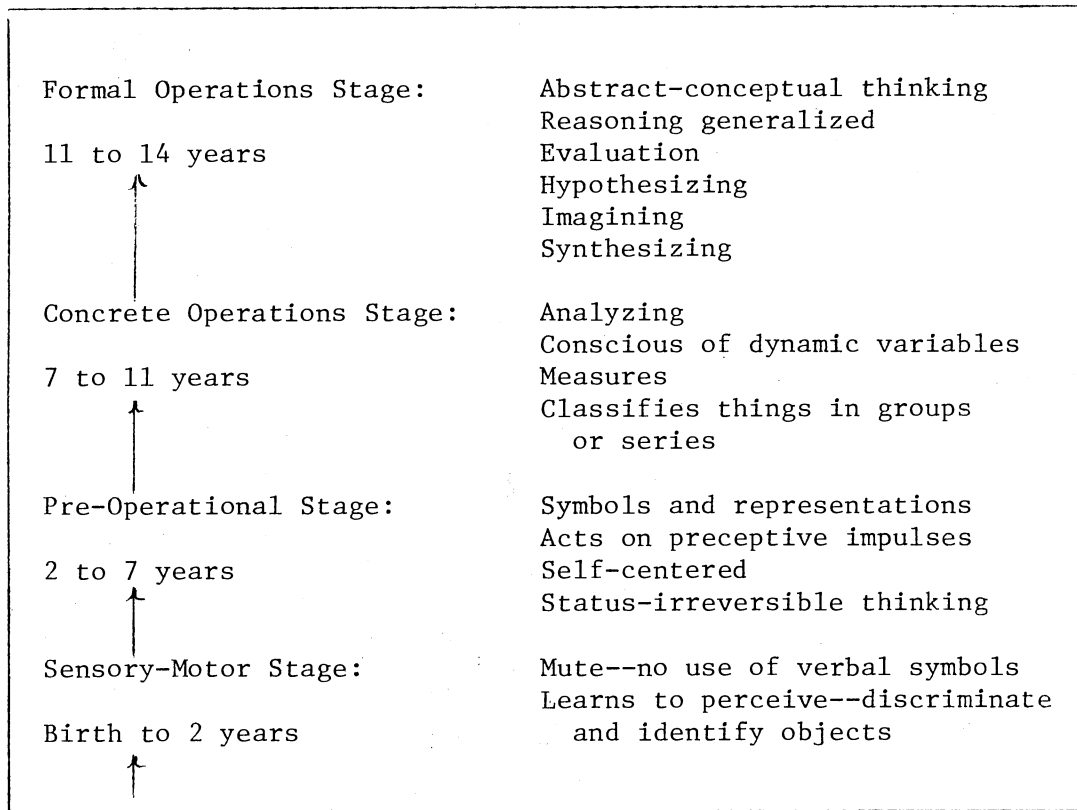 Formal Operations Stage: Abstract-conceptual thinking
Reasoning generalized
11 to 14 years Evaluation
Hypothesizing
Imagining
Synthesizing
Concrete Operations Stage: Analyzing
Conscious of dynamic variables
7 to 11 years Measures
Classifies things in groups
or series
Pre-Operational Stage: Symbols and representations
Acts on preceptive impulses
2 to 7 years Self-centered
Status-irreversible thinking
Sensory-Motor Stage: Mute--no use of verbal symbols
Learns to perceive--discriminate
Birth to 2 years and identify objects